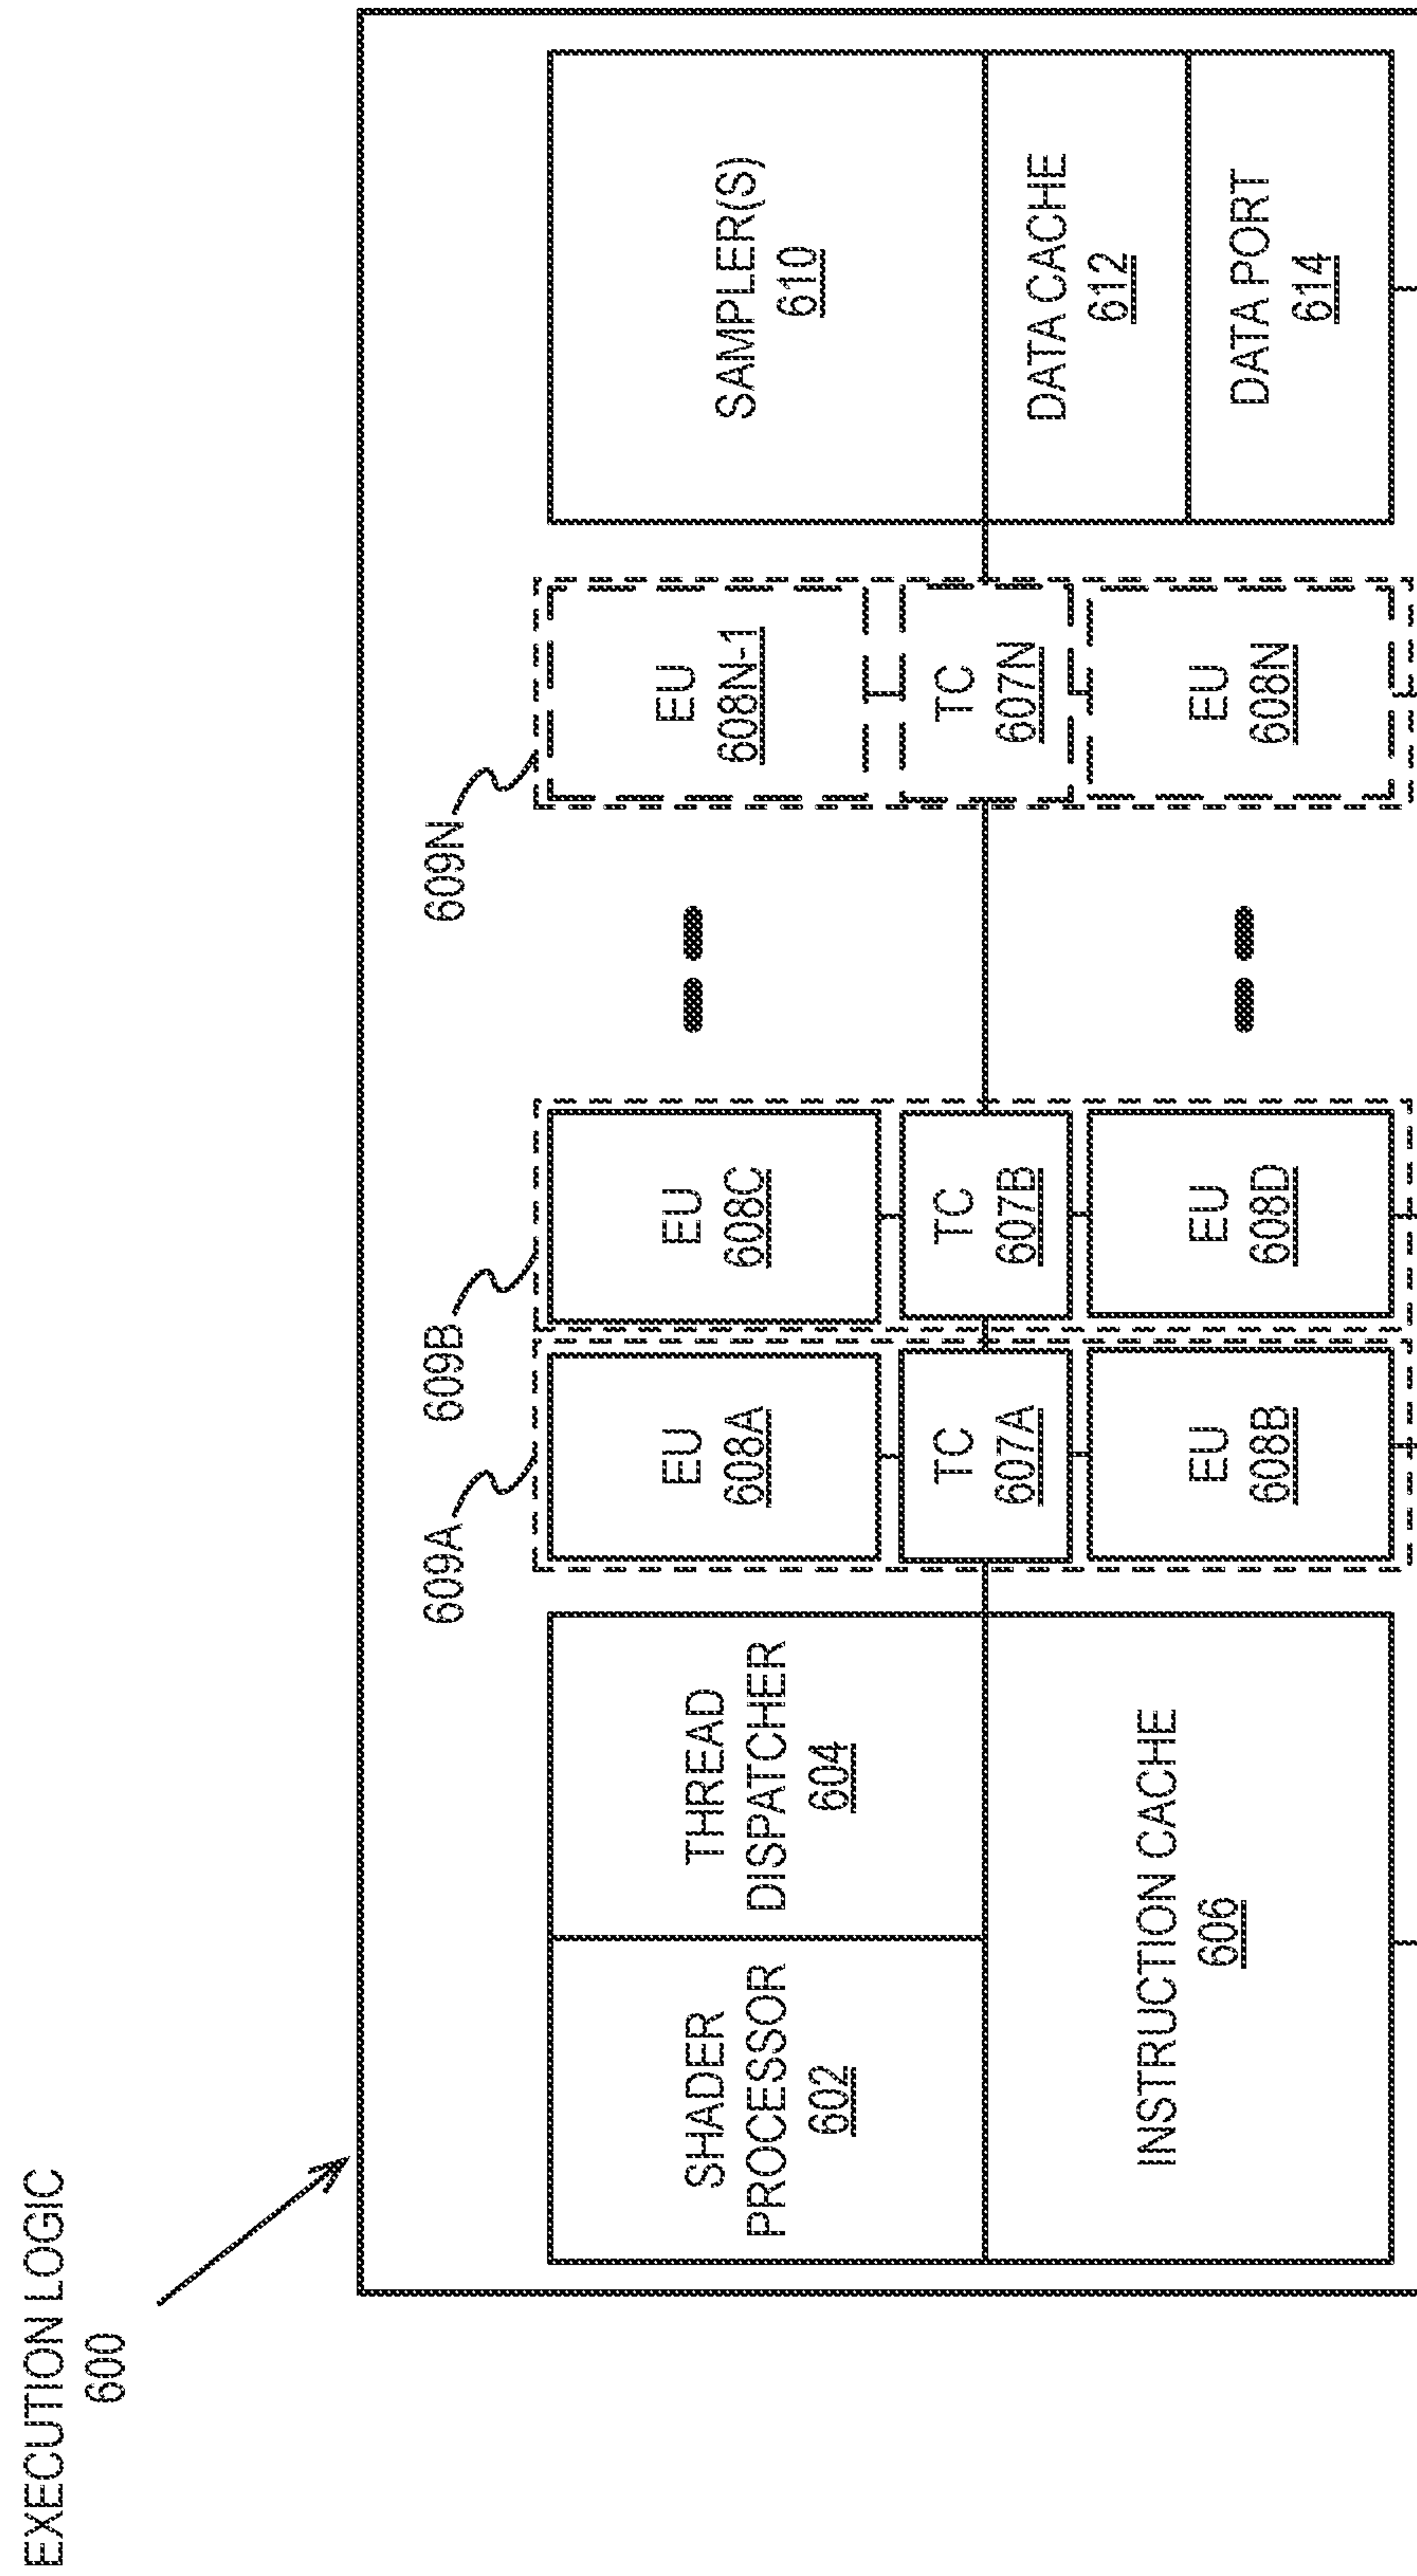 EXECUTION LOGIC
600
609A
609B
609N
SHADER
PROCESSOR
602
THREAD
DISPATCHER
604
INSTRUCTION CACHE
606
EU
608A
TC
607A
EU
608B
EU
608C
TC
607B
EU
608D
EU
608N-1
TC
607N
EU
608N
SAMPLER(S)
610
DATA CACHE
612
DATA PORT
614